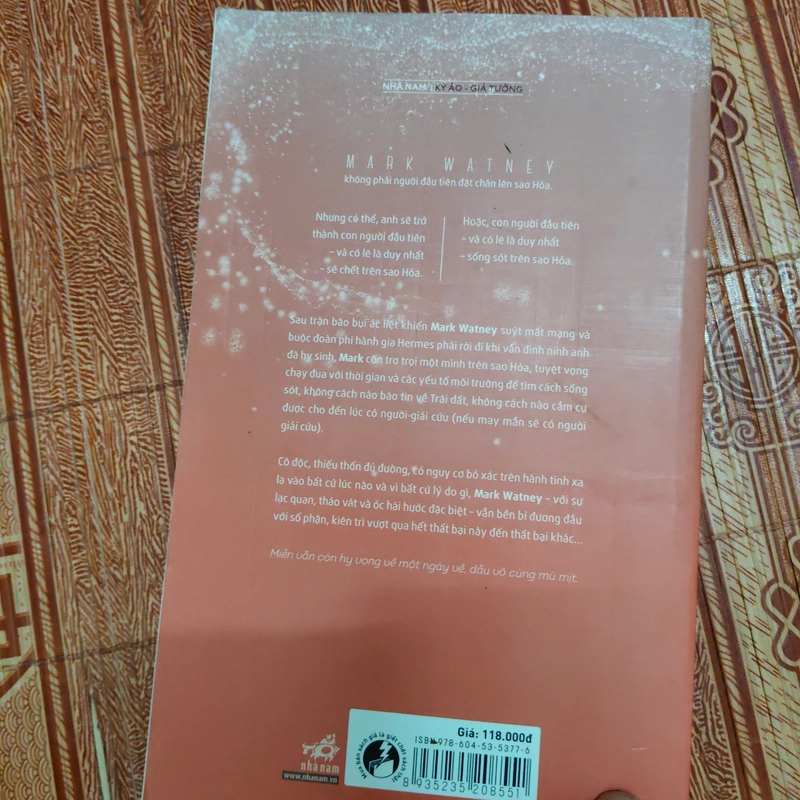 NHÃ NAM | KỲ ẢO - GIẢ TƯỞNG
MARK WATNEY
không phải người đầu tiên đặt chân lên sao Hỏa.
Nhưng có thể, anh sẽ trở
thành con người đầu tiên
- và có lẽ là duy nhất
- sẽ chết trên sao Hỏa.
Hoặc, con người đầu tiên
- và có lẽ là duy nhất
- sống sót trên sao Hỏa.
Sau trận bão bụi ác liệt khiến Mark Watney suýt mất mạng và
buộc đoàn phi hành gia Hermes phải rời đi khi vẫn đinh ninh anh
đã hy sinh, Mark còn trơ trọi một mình trên sao Hỏa, tuyệt vọng
chạy đua với thời gian và các yếu tố môi trường để tìm cách sống
sót, không cách nào báo tin về Trái đất, không cách nào cầm cự
được cho đến lúc có người giải cứu (nếu may mắn sẽ có người
giải cứu).
Cô độc, thiếu thốn đủ đường, có nguy cơ bỏ xác trên hành tinh xa
lạ vào bất cứ lúc nào và vì bất cứ lý do gì, Mark Watney - với sự
lạc quan, tháo vát và óc hài hước đặc biệt - vẫn bền bỉ đương đầu
với số phận, kiên trì vượt qua hết thất bại này đến thất bại khác...
Miễn vẫn còn hy vọng về một ngày về, dẫu vô cùng mù mịt.
nhã nam
www.nhanam.vn
Mua bán sách giả là giết chết sách thật
Giá: 118.000đ
ISBN 978-604-53-5377-6
8 935235 208551